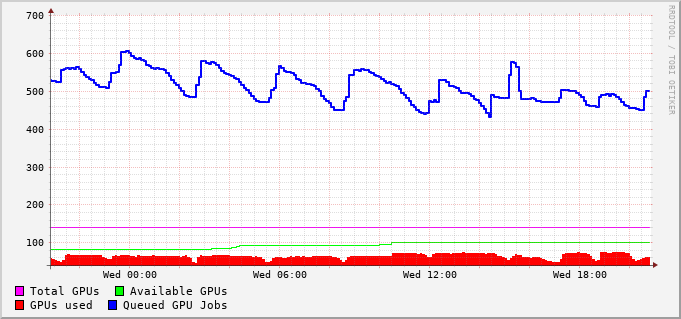 700
600
500
400
300
200
100
Wed 00:00 Wed 06:00 Wed 12:00 Wed 18:00
Total GPUs Available GPUs
GPUs used Queued GPU Jobs
RRDTOOL / TOBI OETIKER